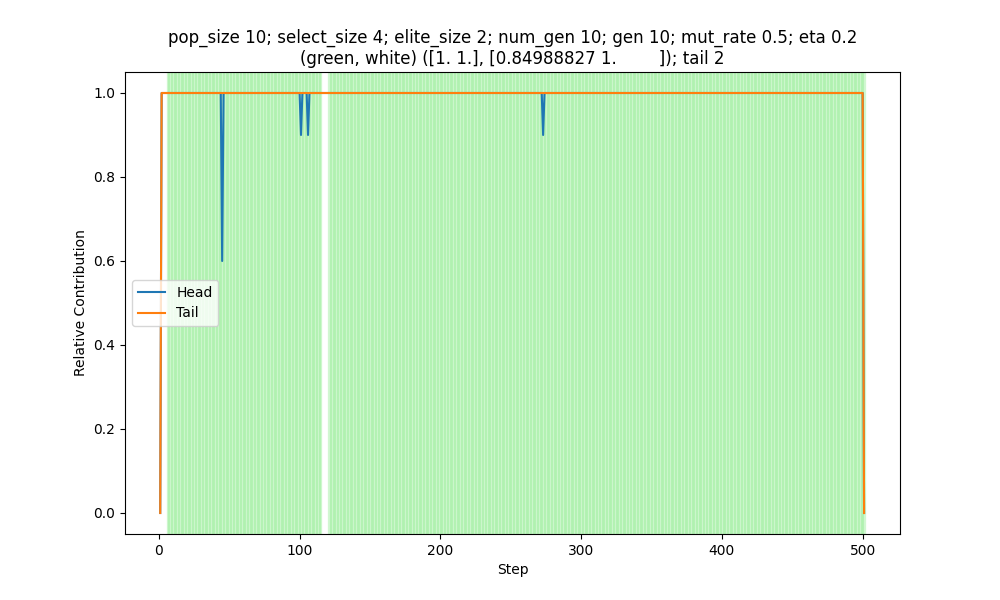 pop_size 10; select_size 4; elite_size 2; num_gen 10; gen 10; mut_rate 0.5; eta 0.2
(green, white) ([1. 1.], [0.84988827 1.         ]); tail 2
1.0
0.8
0.6
0.4
0.2
0.0
Relative Contribution
Head
Tail
0 100 200 300 400 500
Step